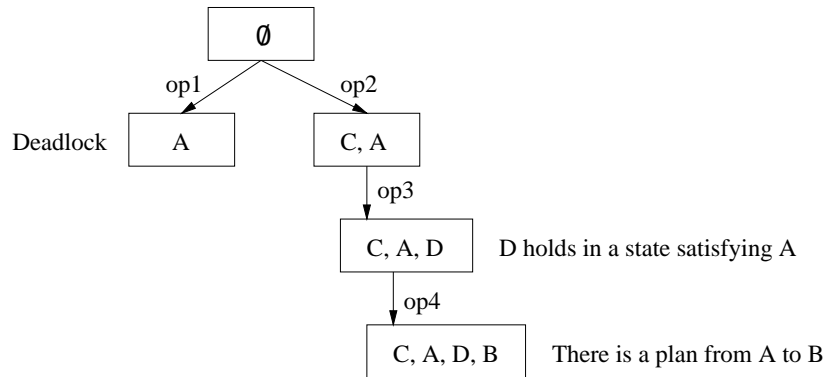 ∅
op1
op2
Deadlock
A
C, A
op3
C, A, D
D holds in a state satisfying A
op4
C, A, D, B
There is a plan from A to B